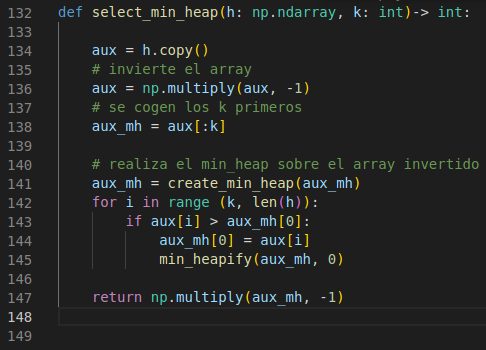 132 def select_min_heap(h: np.ndarray, k: int)-> int:
133
134     aux = h.copy()
135     # invierte el array
136     aux = np.multiply(aux, -1)
137     # se cogen los k primeros
138     aux_mh = aux[:k]
139
140     # realiza el min_heap sobre el array invertido
141     aux_mh = create_min_heap(aux_mh)
142     for i in range (k, len(h)):
143         if aux[i] > aux_mh[0]:
144             aux_mh[0] = aux[i]
145             min_heapify(aux_mh, 0)
146
147     return np.multiply(aux_mh, -1)
148
149